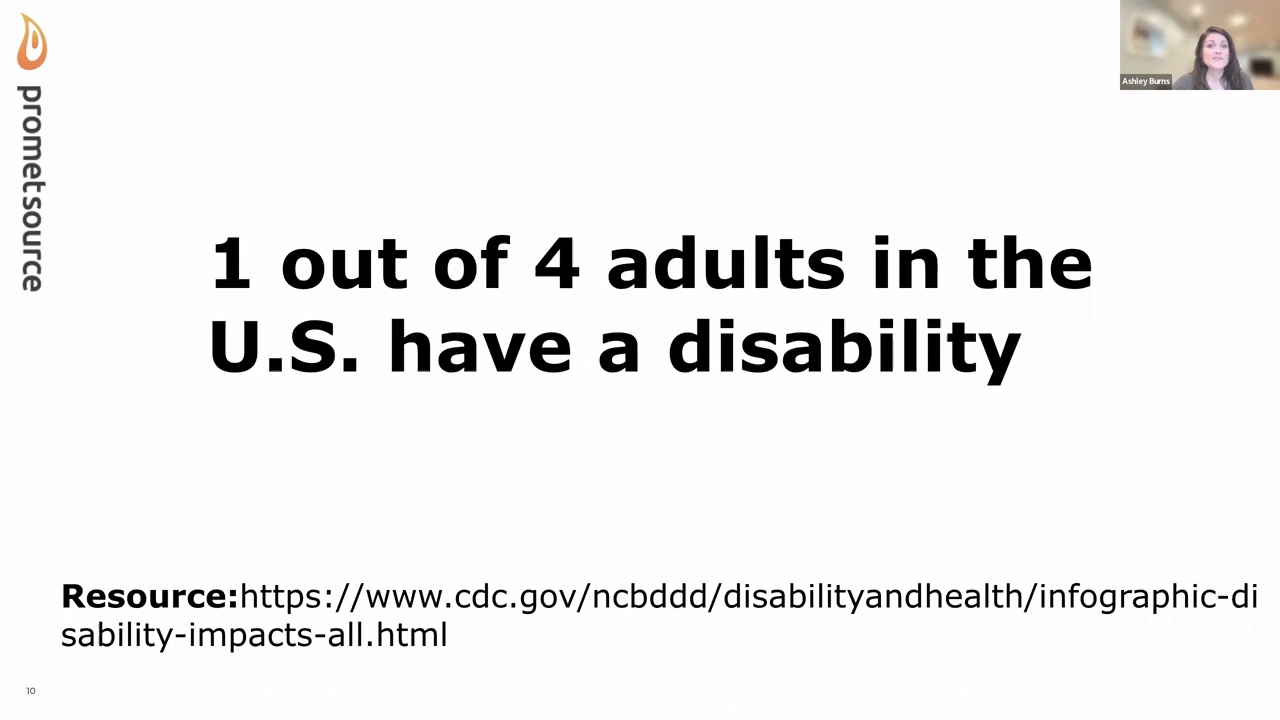 prometsource
Ashley Burns
1 out of 4 adults in the
U.S. have a disability
Resource:https://www.cdc.gov/ncbddd/disabilityandhealth/infographic-di
sability-impacts-all.html
10